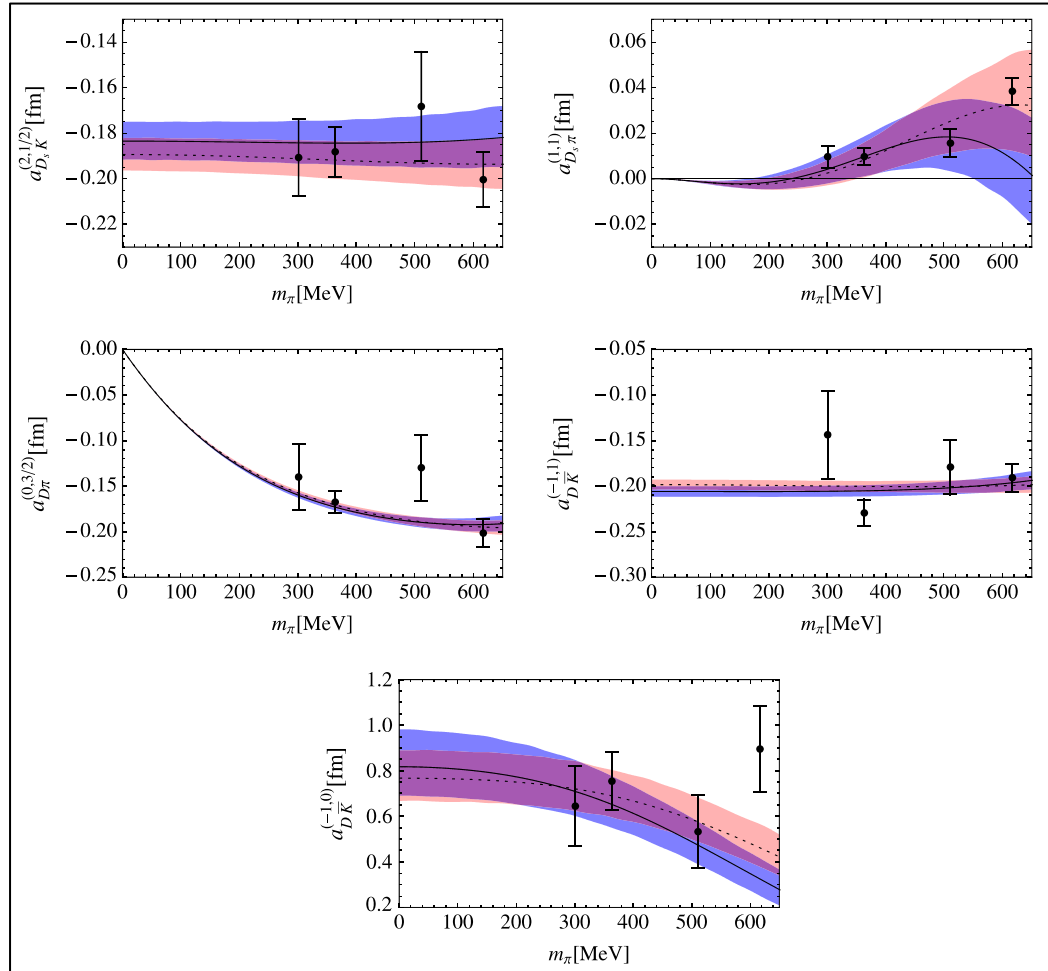 a_{D_s K}^{(2,1/2)}[fm]
−0.14
−0.16
−0.18
−0.20
−0.22
0 100 200 300 400 500 600
m_π[MeV]
a_{D_s π}^{(1,1)}[fm]
0.06
0.04
0.02
0.00
−0.02
0 100 200 300 400 500 600
m_π[MeV]
a_{Dπ}^{(0,3/2)}[fm]
0.00
−0.05
−0.10
−0.15
−0.20
−0.25
0 100 200 300 400 500 600
m_π[MeV]
a_{D K̅}^{(−1,1)}[fm]
−0.05
−0.10
−0.15
−0.20
−0.25
−0.30
0 100 200 300 400 500 600
m_π[MeV]
a_{D K̅}^{(−1,0)}[fm]
1.2
1.0
0.8
0.6
0.4
0.2
0 100 200 300 400 500 600
m_π[MeV]